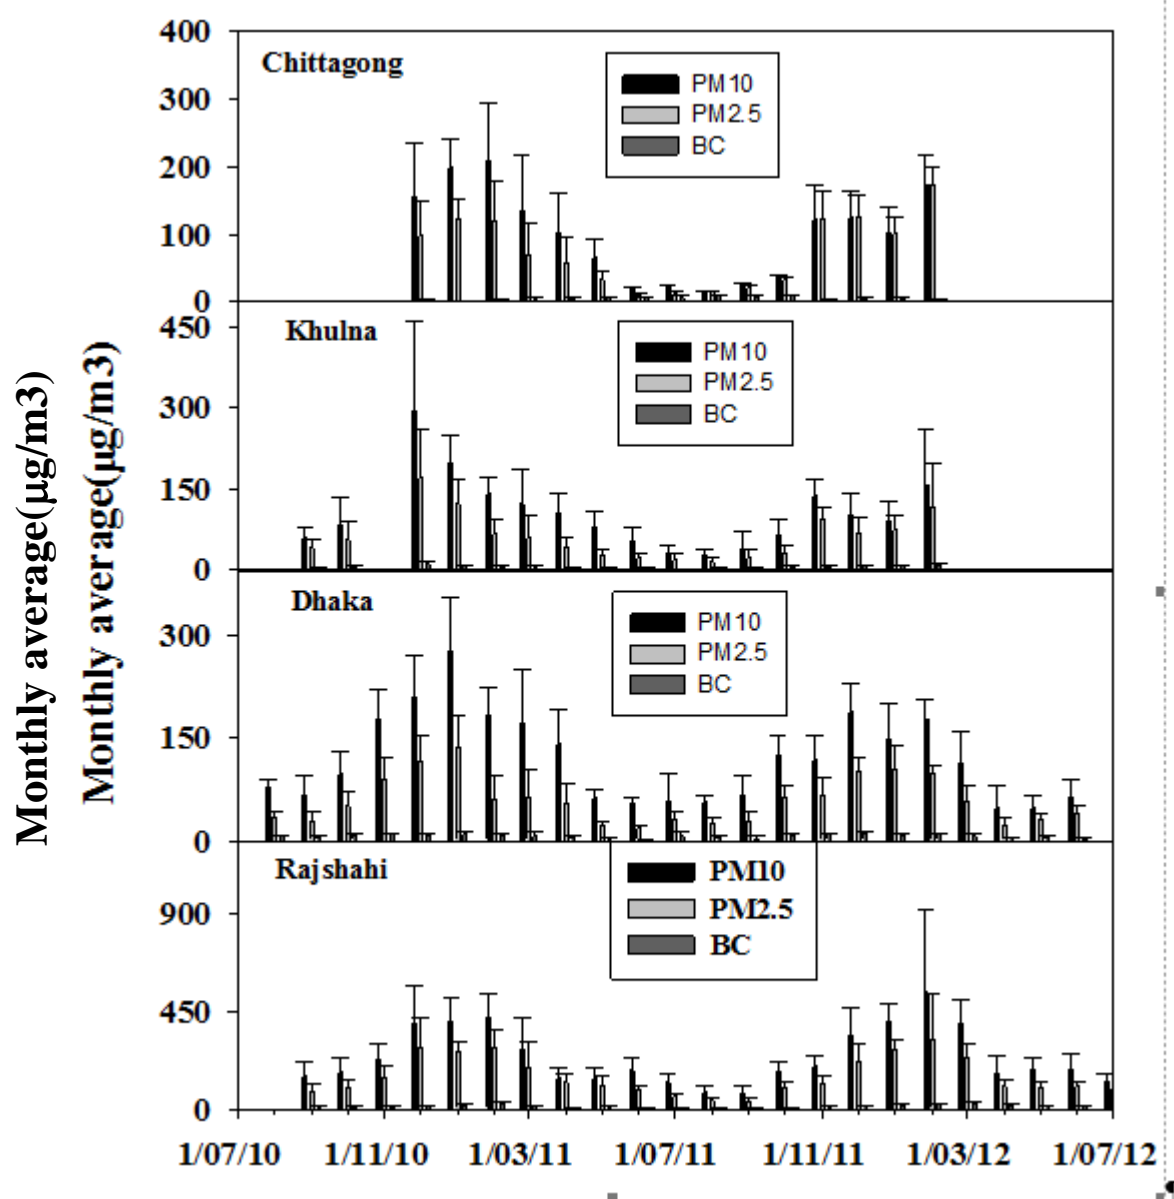 Monthly average(µg/m3)
Monthly average(µg/m3)
400
300
200
100
0
Chittagong
PM10
PM2.5
BC
450
300
150
0
Khulna
PM10
PM2.5
BC
300
150
0
Dhaka
PM10
PM2.5
BC
900
450
0
Rajshahi
PM10
PM2.5
BC
1/07/10 1/11/10 1/03/11 1/07/11 1/11/11 1/03/12 1/07/12